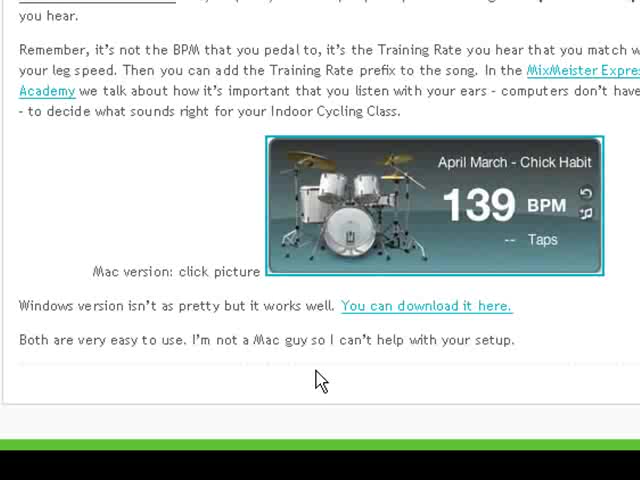 you hear.
Remember, it's not the BPM that you pedal to, it's the Training Rate you hear that you match w
your leg speed. Then you can add the Training Rate prefix to the song. In the MixMeister Expre
Academy we talk about how it's important that you listen with your ears - computers don't have
- to decide what sounds right for your Indoor Cycling Class.
April March - Chick Habit
139 BPM
-- Taps
Mac version: click picture
Windows version isn't as pretty but it works well. You can download it here.
Both are very easy to use. I'm not a Mac guy so I can't help with your setup.